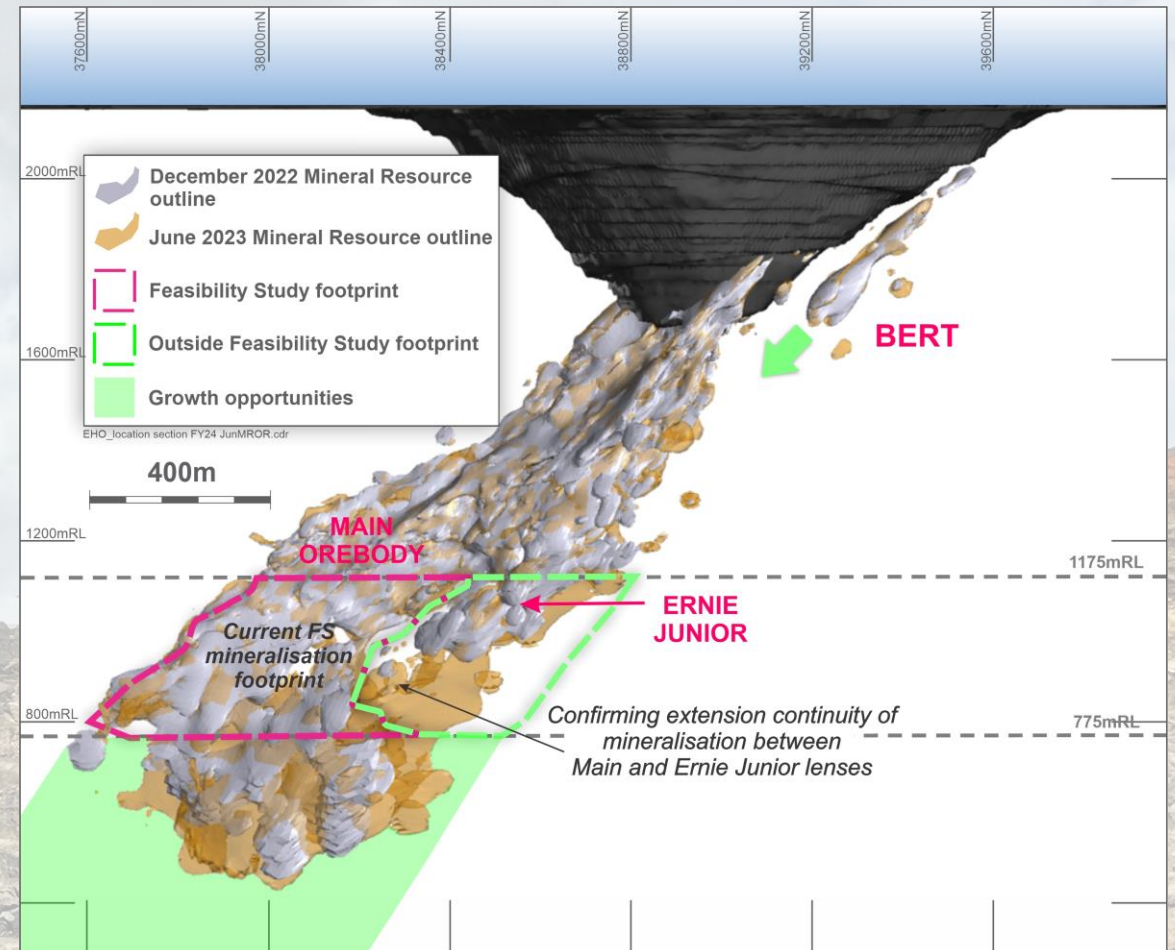 37600mN
38000mN
38400mN
38800mN
39200mN
39600mN
2000mRL
December 2022 Mineral Resource
outline
June 2023 Mineral Resource outline
Feasibility Study footprint
Outside Feasibility Study footprint
Growth opportunities
EHO_location section FY24 JunMROR.cdr
BERT
1600mRL
400m
1200mRL
MAIN
OREBODY
1175mRL
ERNIE
JUNIOR
Current FS
mineralisation
footprint
800mRL
775mRL
Confirming extension continuity of
mineralisation between
Main and Ernie Junior lenses